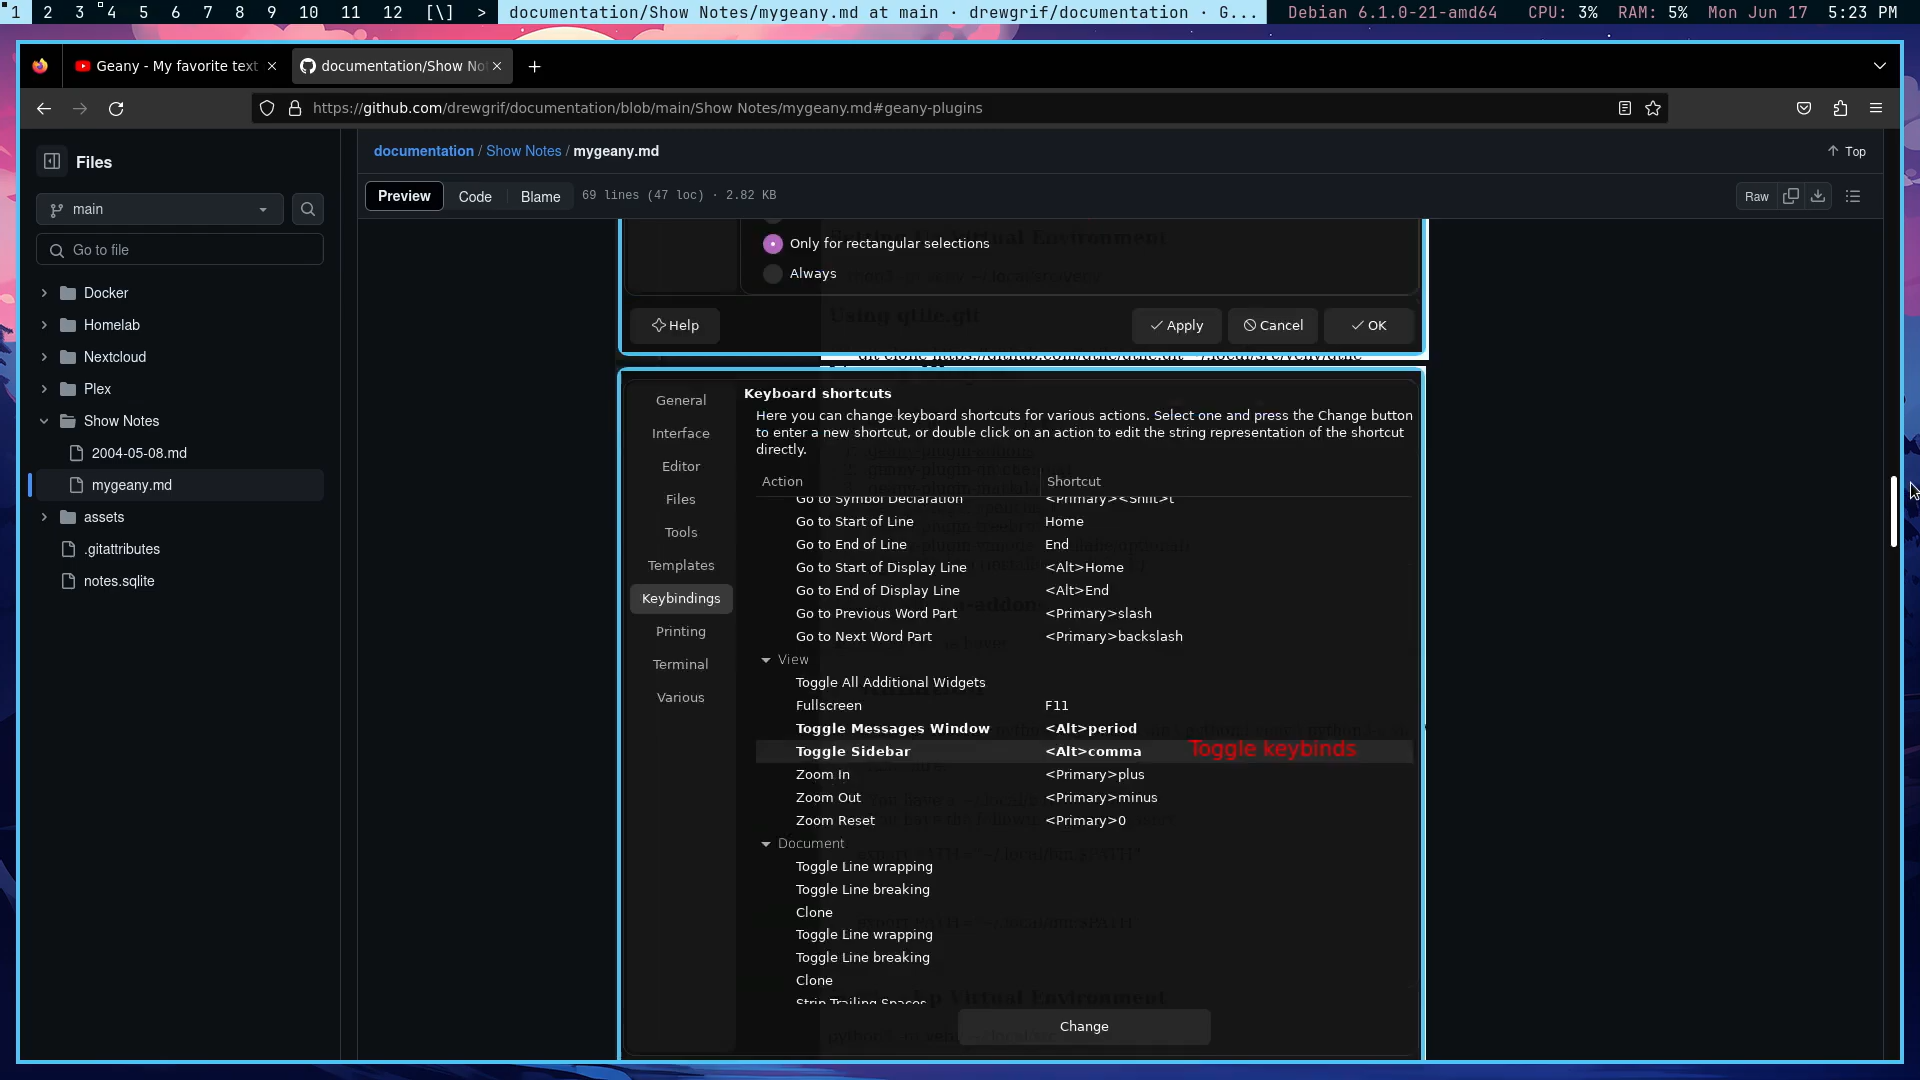 1 2 3 4 5 6 7 8 9 10 11 12 [\] > documentation/Show Notes/mygeany.md at main · drewgrif/documentation · G... Debian 6.1.0-21-amd64 CPU: 3% RAM: 5% Mon Jun 17 5:23 PM
Geany - My favorite text
documentation/Show No
https://github.com/drewgrif/documentation/blob/main/Show Notes/mygeany.md#geany-plugins
Files
documentation / Show Notes / mygeany.md
Top
Preview Code Blame 69 lines (47 loc) · 2.82 KB
Raw
main
Go to file
Docker
Homelab
Nextcloud
Plex
Show Notes
2004-05-08.md
mygeany.md
assets
.gitattributes
notes.sqlite
Only for rectangular selections
Always
Help Apply Cancel OK
General
Interface
Editor
Files
Tools
Templates
Keybindings
Printing
Terminal
Various
Keyboard shortcuts
Here you can change keyboard shortcuts for various actions. Select one and press the Change button
to enter a new shortcut, or double click on an action to edit the string representation of the shortcut
directly.
Action Shortcut
Go to Symbol Declaration <Primary><Shift>t
Go to Start of Line Home
Go to End of Line End
Go to Start of Display Line <Alt>Home
Go to End of Display Line <Alt>End
Go to Previous Word Part <Primary>slash
Go to Next Word Part <Primary>backslash
View
Toggle All Additional Widgets
Fullscreen F11
Toggle Messages Window <Alt>period
Toggle Sidebar <Alt>comma Toggle keybinds
Zoom In <Primary>plus
Zoom Out <Primary>minus
Zoom Reset <Primary>0
Document
Toggle Line wrapping
Toggle Line breaking
Clone
Toggle Line wrapping
Toggle Line breaking
Clone
Strip Trailing Spaces
Change